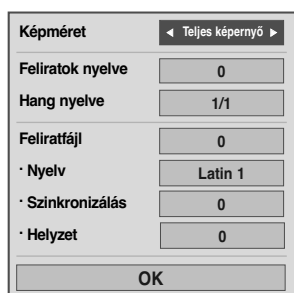 Képméret ◄ Teljes képernyő ►
Feliratok nyelve 0
Hang nyelve 1/1
Feliratfájl 0
· Nyelv Latin 1
· Szinkronizálás 0
· Helyzet 0
OK